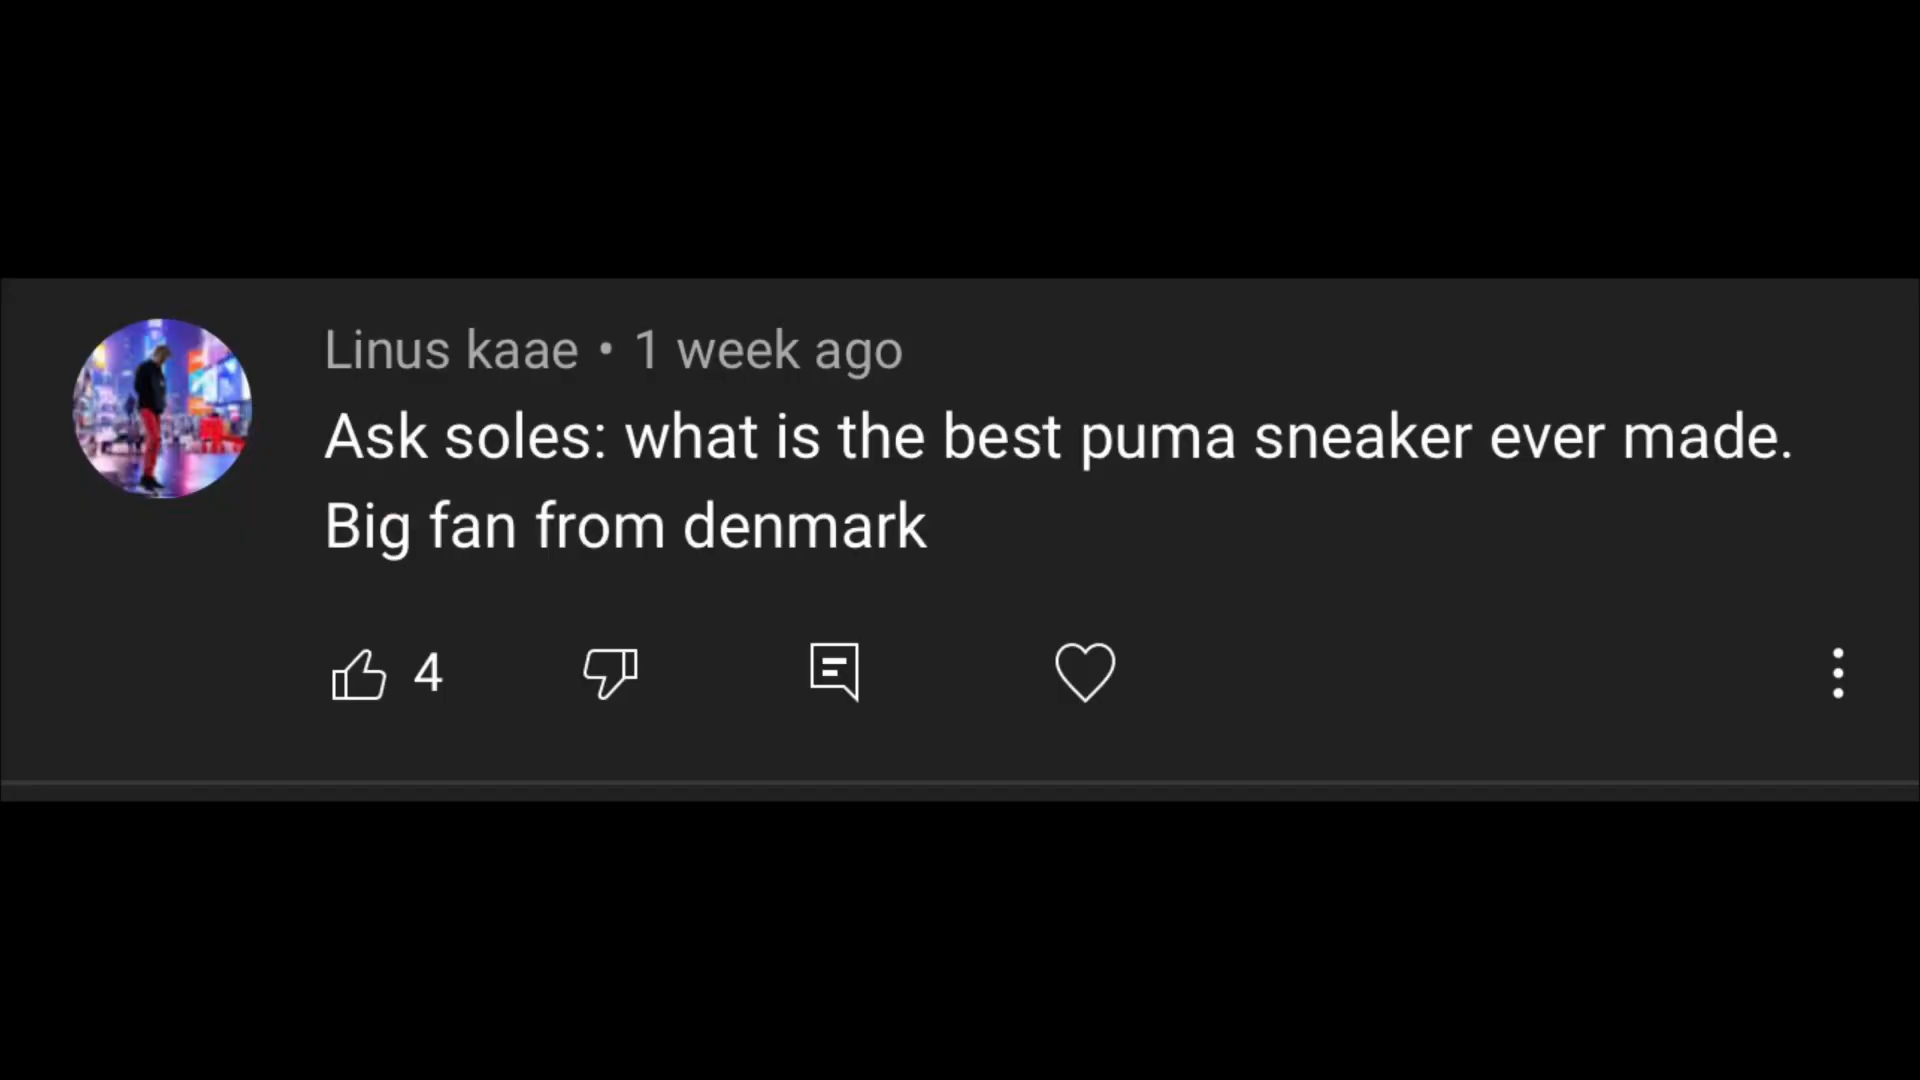 Linus kaae • 1 week ago
Ask soles: what is the best puma sneaker ever made.
Big fan from denmark
4